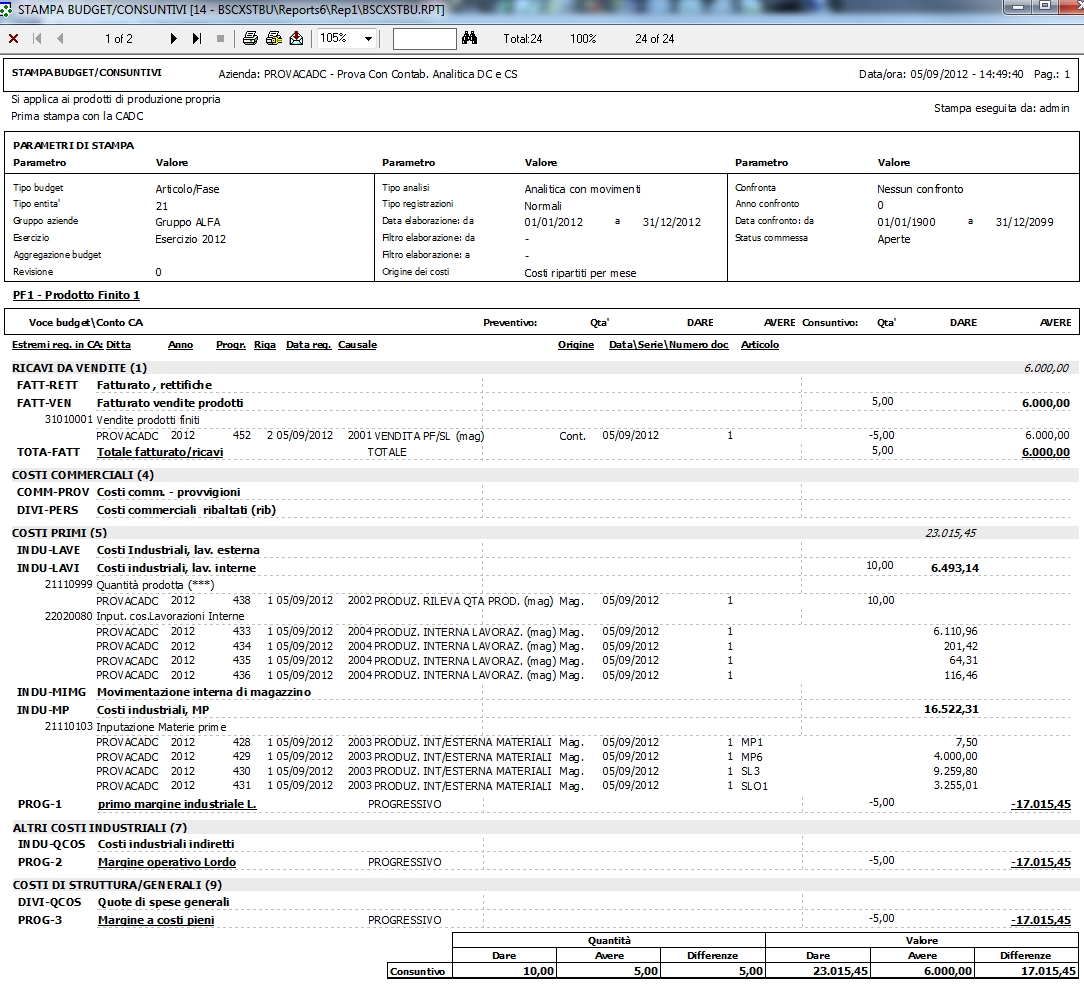 STAMPA BUDGET/CONSUNTIVI [14 - BSCXSTBU\Reports6\Rep1\BSCXSTBU.RPT]
1 of 2 105% Total:24 100% 24 of 24
STAMPA BUDGET/CONSUNTIVI Azienda: PROVACADC - Prova Con Contab. Analitica DC e CS Data/ora: 05/09/2012 - 14:49:40 Pag.: 1
Si applica ai prodotti di produzione propria
Prima stampa con la CADC Stampa eseguita da: admin
PARAMETRI DI STAMPA
Parametro Valore Parametro Valore Parametro Valore
Tipo budget Articolo/Fase Tipo analisi Analitica con movimenti Confronta Nessun confronto
Tipo entita' 21 Tipo registrazioni Normali Anno confronto 0
Gruppo aziende Gruppo ALFA Data elaborazione: da 01/01/2012 a 31/12/2012 Data confronto: da 01/01/1900 a 31/12/2099
Esercizio Esercizio 2012 Filtro elaborazione: da - Status commessa Aperte
Aggregazione budget Filtro elaborazione: a -
Revisione 0 Origine dei costi Costi ripartiti per mese
PF1 - Prodotto Finito 1
Voce budget\Conto CA Preventivo: Qta' DARE AVERE Consuntivo: Qta' DARE AVERE
Estremi reg. in CA: Ditta Anno Progr. Riga Data reg. Causale Origine Data\Serie\Numero doc Articolo
RICAVI DA VENDITE (1) 6.000,00
FATT-RETT Fatturato , rettifiche
FATT-VEN Fatturato vendite prodotti 5,00 6.000,00
31010001 Vendite prodotti finiti
PROVACADC 2012 452 2 05/09/2012 2001 VENDITA PF/SL (mag) Cont. 05/09/2012 1 -5,00 6.000,00
TOTA-FATT Totale fatturato/ricavi TOTALE 5,00 6.000,00
COSTI COMMERCIALI (4)
COMM-PROV Costi comm. - provvigioni
DIVI-PERS Costi commerciali ribaltati (rib)
COSTI PRIMI (5) 23.015,45
INDU-LAVE Costi Industriali, lav. esterna
INDU-LAVI Costi industriali, lav. interne 10,00 6.493,14
21110999 Quantità prodotta (***)
PROVACADC 2012 438 1 05/09/2012 2002 PRODUZ. RILEVA QTA PROD. (mag) Mag. 05/09/2012 1 10,00
22020080 Input. cos.Lavorazioni Interne
PROVACADC 2012 433 1 05/09/2012 2004 PRODUZ. INTERNA LAVORAZ. (mag) Mag. 05/09/2012 1 6.110,96
PROVACADC 2012 434 1 05/09/2012 2004 PRODUZ. INTERNA LAVORAZ. (mag) Mag. 05/09/2012 1 201,42
PROVACADC 2012 435 1 05/09/2012 2004 PRODUZ. INTERNA LAVORAZ. (mag) Mag. 05/09/2012 1 64,31
PROVACADC 2012 436 1 05/09/2012 2004 PRODUZ. INTERNA LAVORAZ. (mag) Mag. 05/09/2012 1 116,46
INDU-MIMG Movimentazione interna di magazzino
INDU-MP Costi industriali, MP 16.522,31
21110103 Inputazione Materie prime
PROVACADC 2012 428 1 05/09/2012 2003 PRODUZ. INT/ESTERNA MATERIALI Mag. 05/09/2012 1 MP1 7,50
PROVACADC 2012 429 1 05/09/2012 2003 PRODUZ. INT/ESTERNA MATERIALI Mag. 05/09/2012 1 MP6 4.000,00
PROVACADC 2012 430 1 05/09/2012 2003 PRODUZ. INT/ESTERNA MATERIALI Mag. 05/09/2012 1 SL3 9.259,80
PROVACADC 2012 431 1 05/09/2012 2003 PRODUZ. INT/ESTERNA MATERIALI Mag. 05/09/2012 1 SLO1 3.255,01
PROG-1 primo margine industriale L. PROGRESSIVO -5,00 -17.015,45
ALTRI COSTI INDUSTRIALI (7)
INDU-QCOS Costi industriali indiretti
PROG-2 Margine operativo Lordo PROGRESSIVO -5,00 -17.015,45
COSTI DI STRUTTURA/GENERALI (9)
DIVI-QCOS Quote di spese generali
PROG-3 Margine a costi pieni PROGRESSIVO -5,00 -17.015,45
Quantità Valore
Dare Avere Differenze Dare Avere Differenze
Consuntivo 10,00 5,00 5,00 23.015,45 6.000,00 17.015,45